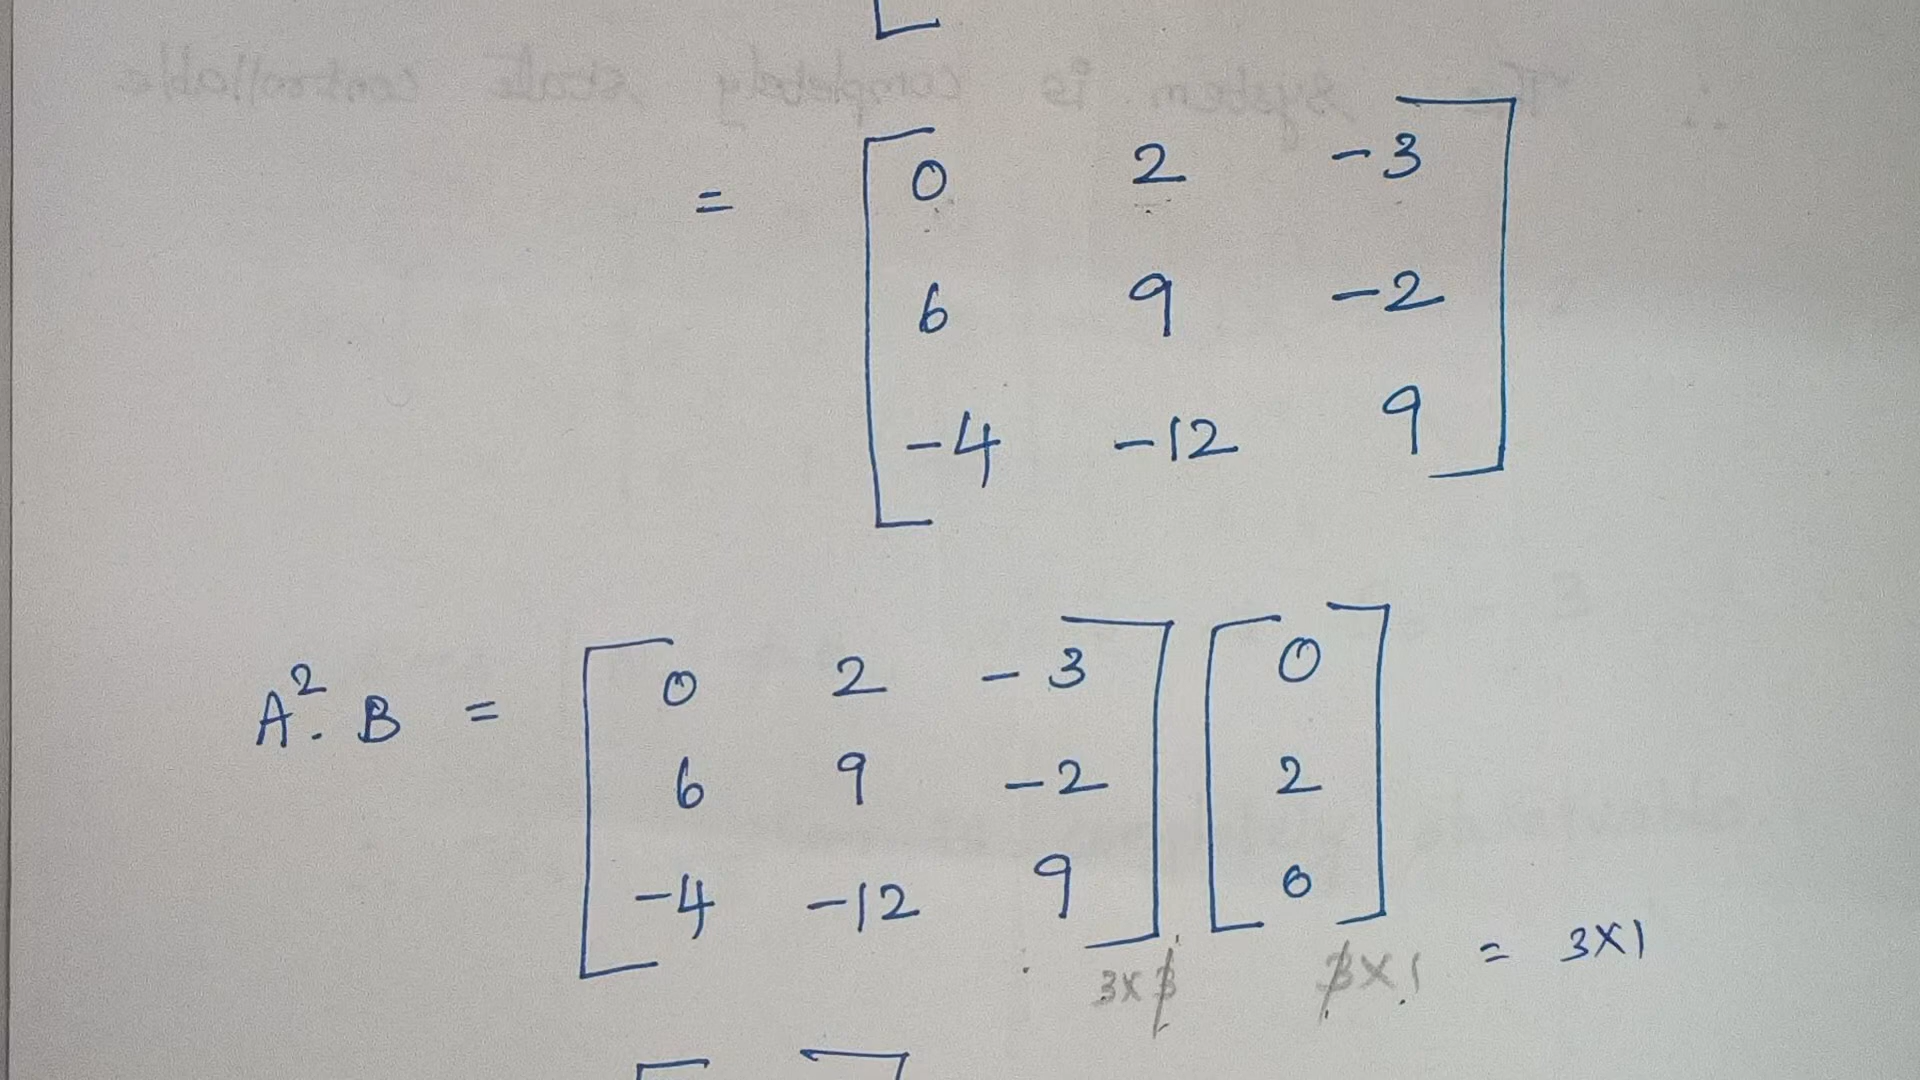 = [ 0 2 -3
6 9 -2
-4 -12 9 ]
A². B = [ 0 2 -3 ] [ 0 ]
6 9 -2 2
-4 -12 9 0
3x3 3x1 = 3x1